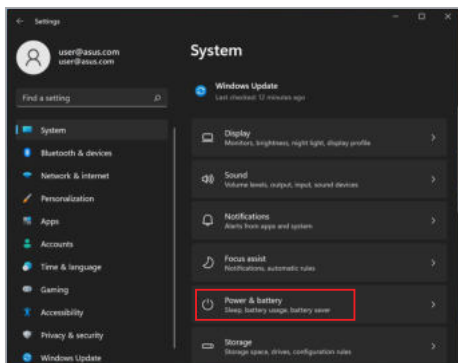 Settings
user@asus.com
user@asus.com
Find a setting
System
Bluetooth & devices
Network & internet
Personalization
Apps
Accounts
Time & language
Gaming
Accessibility
Privacy & security
Windows Update
System
Windows Update
Last checked: 12 minutes ago
Display
Monitors, brightness, night light, display profile
Sound
Volume levels, output, input, sound devices
Notifications
Alerts from apps and system
Focus assist
Notifications, automatic rules
Power & battery
Sleep, battery usage, battery saver
Storage
Storage space, drives, configuration rules